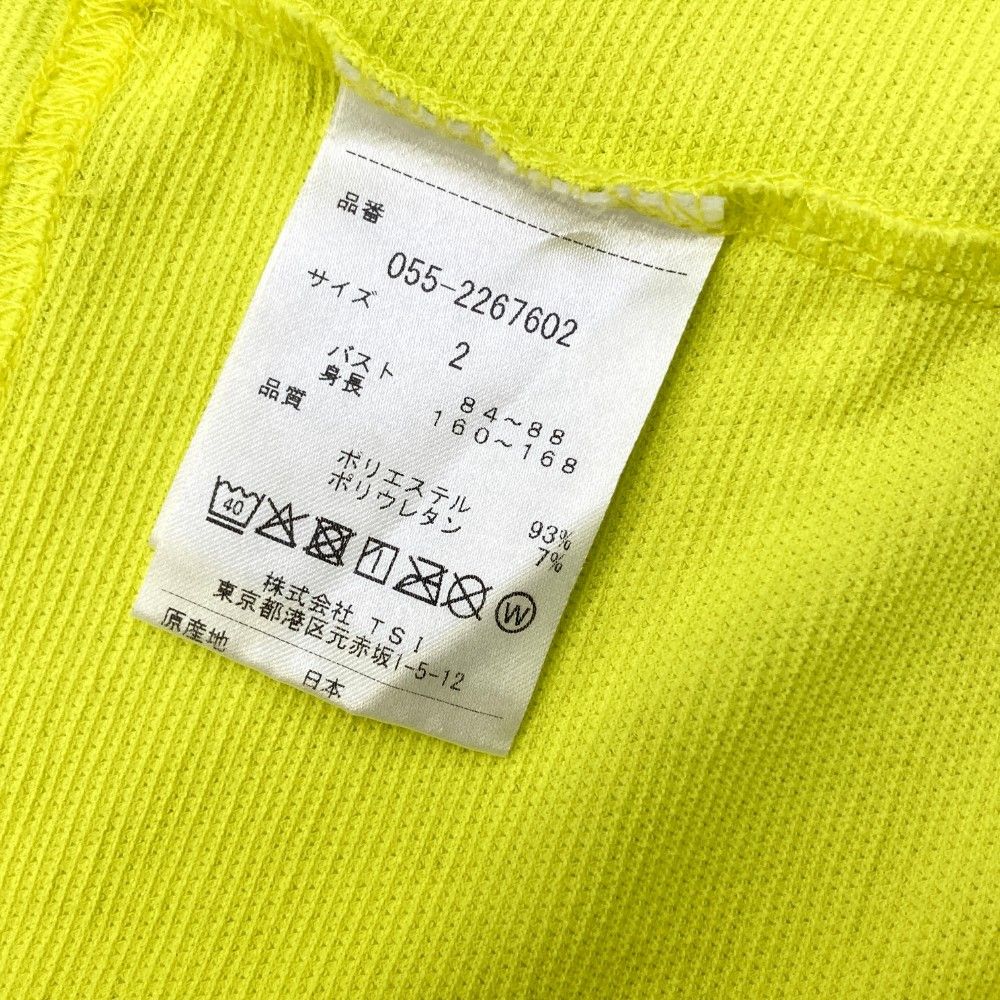 品番
055-2267602
サイズ
2
バスト 84～88
身長 160～168
品質
ポリエステル 93%
ポリウレタン 7%
40 W
株式会社 TSI
東京都港区元赤坂1-5-12
原産地
日本